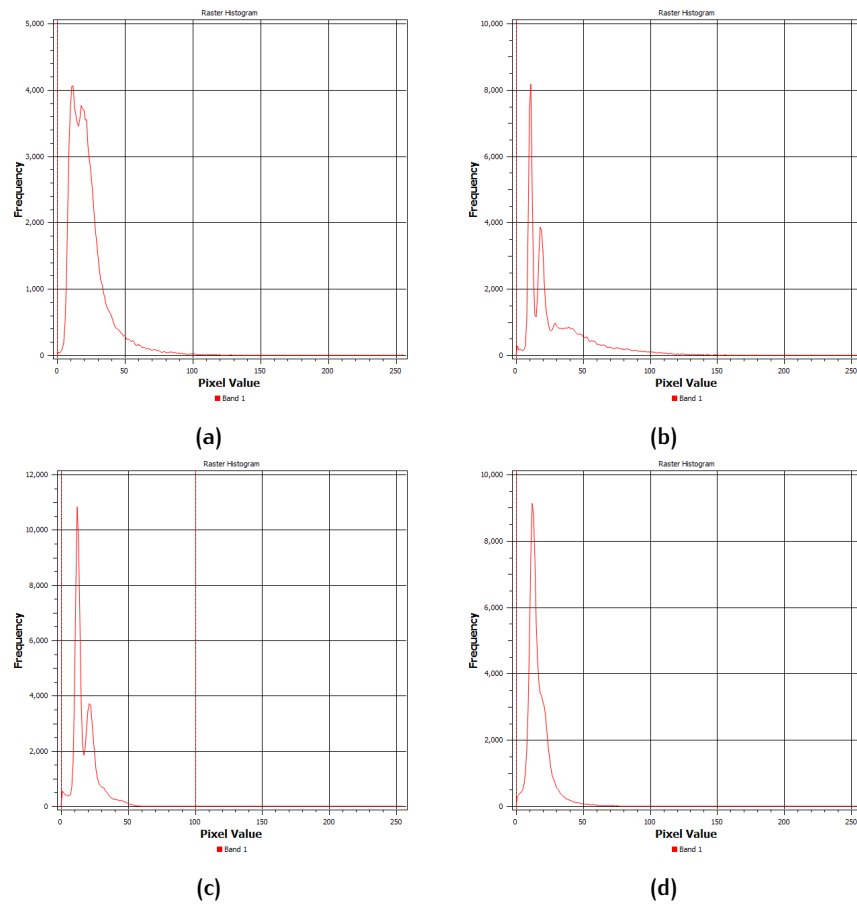 Raster Histogram
5,000
4,000
3,000
2,000
1,000
0
Frequency
0 50 100 150 200 250
Pixel Value
Band 1
(a)
Raster Histogram
10,000
8,000
6,000
4,000
2,000
0
Frequency
0 50 100 150 200 250
Pixel Value
Band 1
(b)
Raster Histogram
12,000
10,000
8,000
6,000
4,000
2,000
0
Frequency
0 50 100 150 200 250
Pixel Value
Band 1
(c)
Raster Histogram
10,000
8,000
6,000
4,000
2,000
0
Frequency
0 50 100 150 200 250
Pixel Value
Band 1
(d)